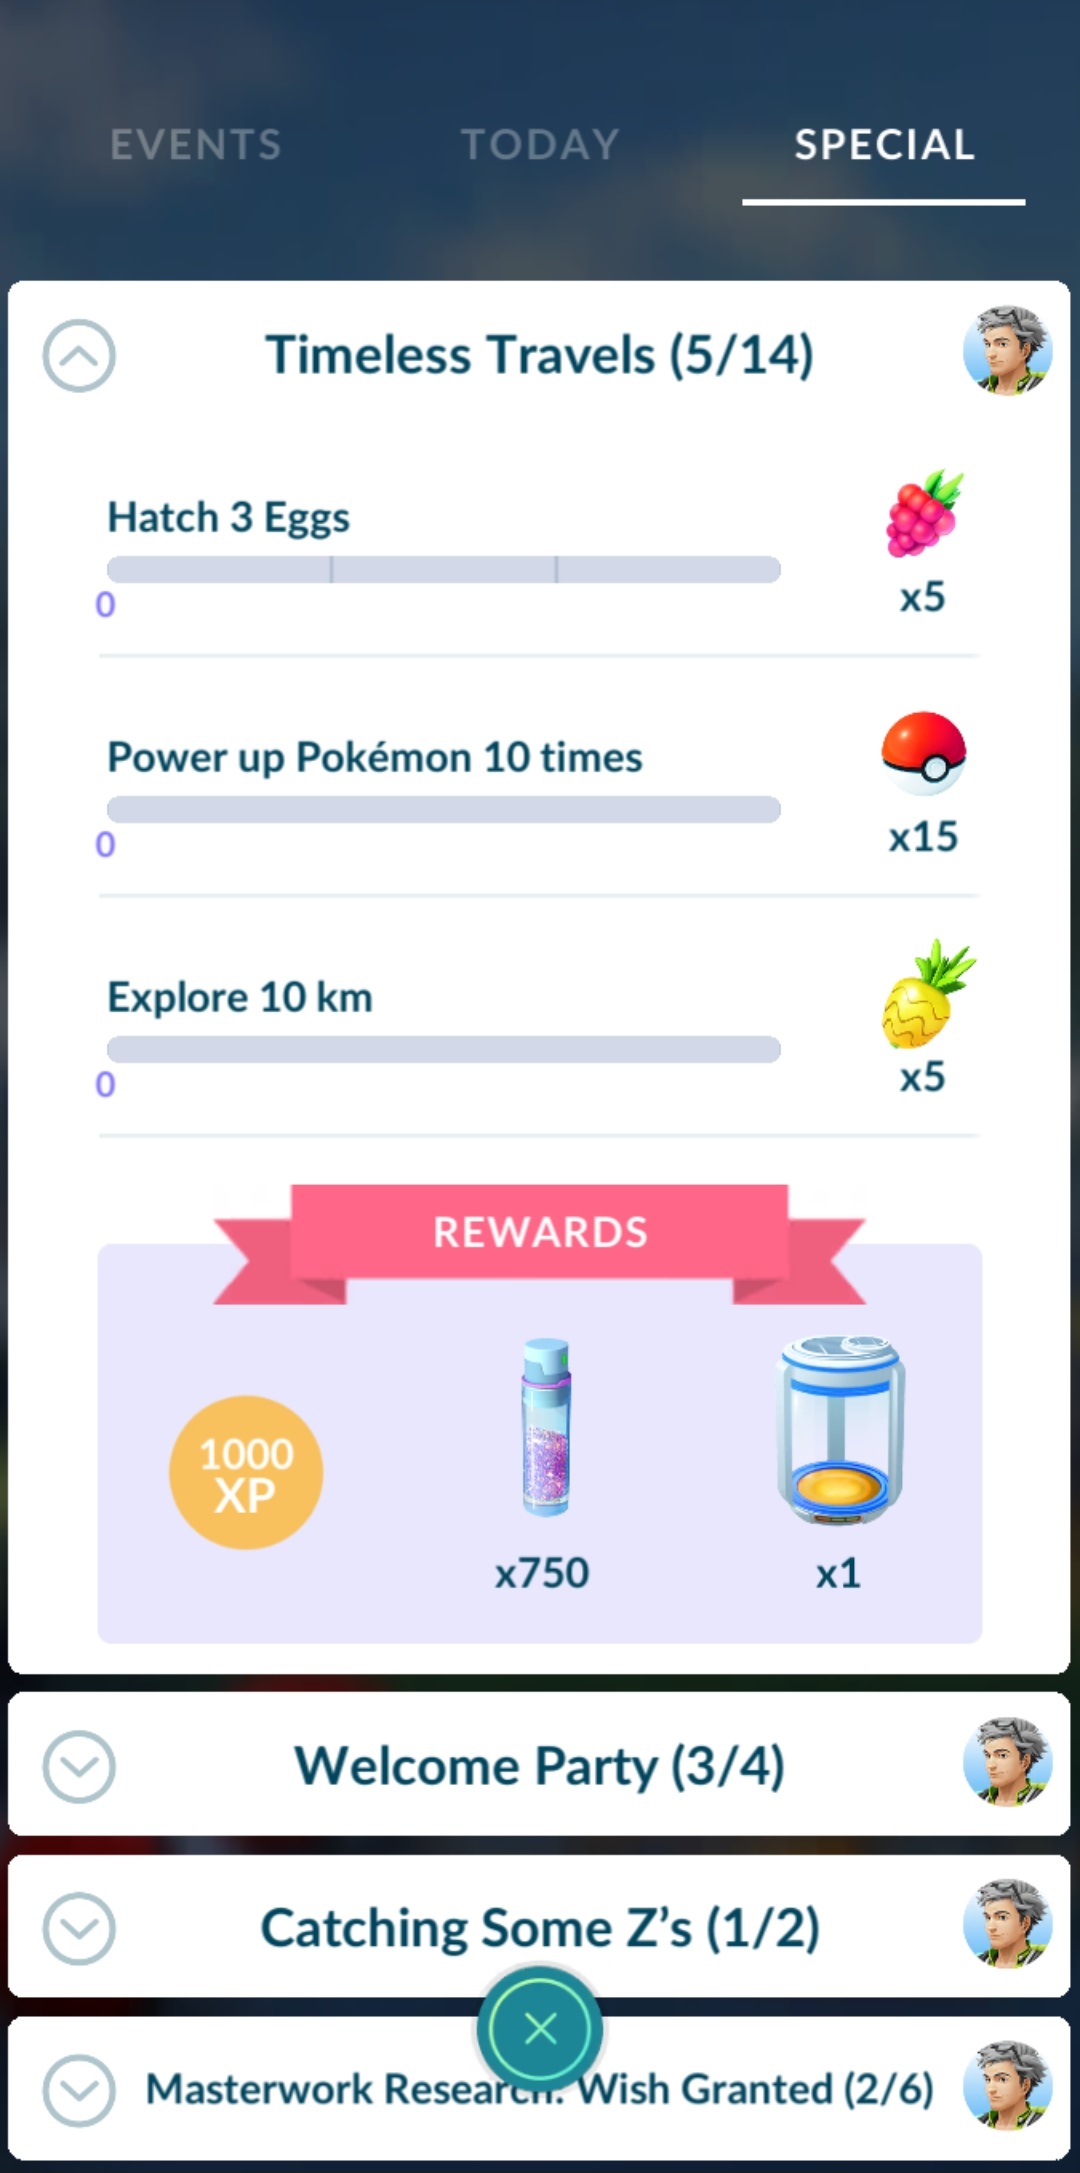 EVENTS TODAY SPECIAL
Timeless Travels (5/14)
Hatch 3 Eggs
0
x5
Power up Pokémon 10 times
0
x15
Explore 10 km
0
x5
REWARDS
1000
XP
x750
x1
Welcome Party (3/4)
Catching Some Z’s (1/2)
Masterwork Research: Wish Granted (2/6)